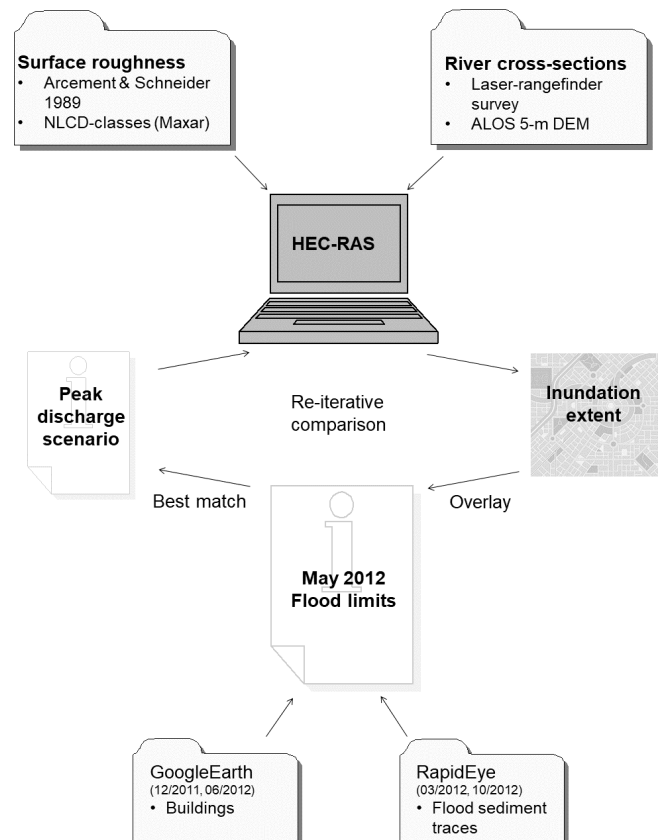 Surface roughness
• Arcement & Schneider
1989
• NLCD-classes (Maxar)
River cross-sections
• Laser-rangefinder
survey
• ALOS 5-m DEM
HEC-RAS
Peak
discharge
scenario
Re-iterative
comparison
Inundation
extent
Best match
Overlay
May 2012
Flood limits
GoogleEarth
(12/2011, 06/2012)
• Buildings
RapidEye
(03/2012, 10/2012)
• Flood sediment
traces